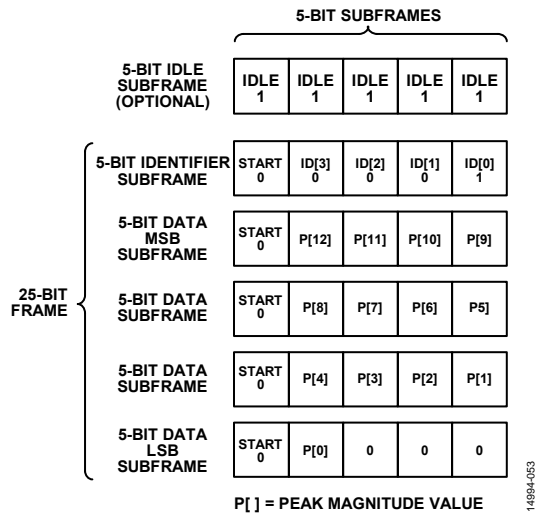 5-BIT SUBFRAMES
5-BIT IDLE
SUBFRAME
(OPTIONAL)
IDLE
1
IDLE
1
IDLE
1
IDLE
1
IDLE
1
25-BIT
FRAME
5-BIT IDENTIFIER
SUBFRAME
START
0
ID[3]
0
ID[2]
0
ID[1]
0
ID[0]
1
5-BIT DATA
MSB
SUBFRAME
START
0
P[12]
P[11]
P[10]
P[9]
5-BIT DATA
SUBFRAME
START
0
P[8]
P[7]
P[6]
P5]
5-BIT DATA
SUBFRAME
START
0
P[4]
P[3]
P[2]
P[1]
5-BIT DATA
LSB
SUBFRAME
START
0
P[0]
0
0
0
P[ ] = PEAK MAGNITUDE VALUE
14994-053